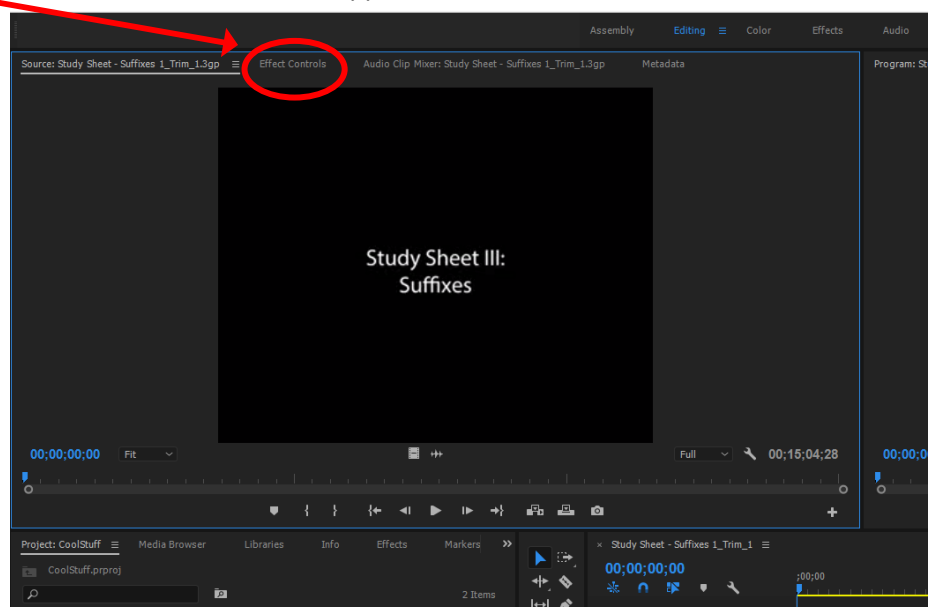 Assembly Editing Color Effects Audio
Source: Study Sheet - Suffixes 1_Trim_1.3gp Effect Controls Audio Clip Mixer: Study Sheet - Suffixes 1_Trim_1.3gp Metadata Program: St
Study Sheet III:
Suffixes
00;00;00;00 Fit Full 00;15;04;28 00;00;0
Project: CoolStuff Media Browser Libraries Info Effects Markers
× Study Sheet - Suffixes 1_Trim_1
CoolStuff.prproj
00;00;00;00
;00;00
2 Items